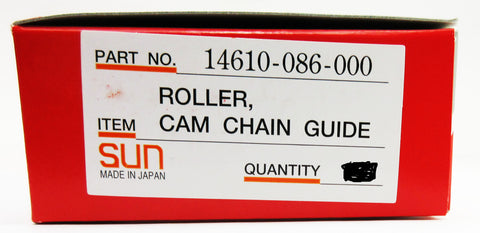 PART NO. 14610-086-000
ROLLER,
ITEM CAM CHAIN GUIDE
sun
MADE IN JAPAN
QUANTITY